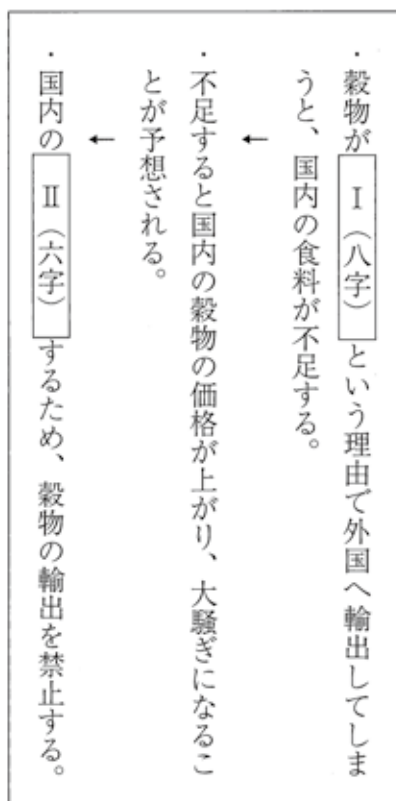 ・穀物が Ⅰ（八字） という理由で外国へ輸出してしま
うと、国内の食料が不足する。
↓
・不足すると国内の穀物の価格が上がり、大騒ぎになるこ
とが予想される。
↓
・国内の Ⅱ（六字） するため、穀物の輸出を禁止する。